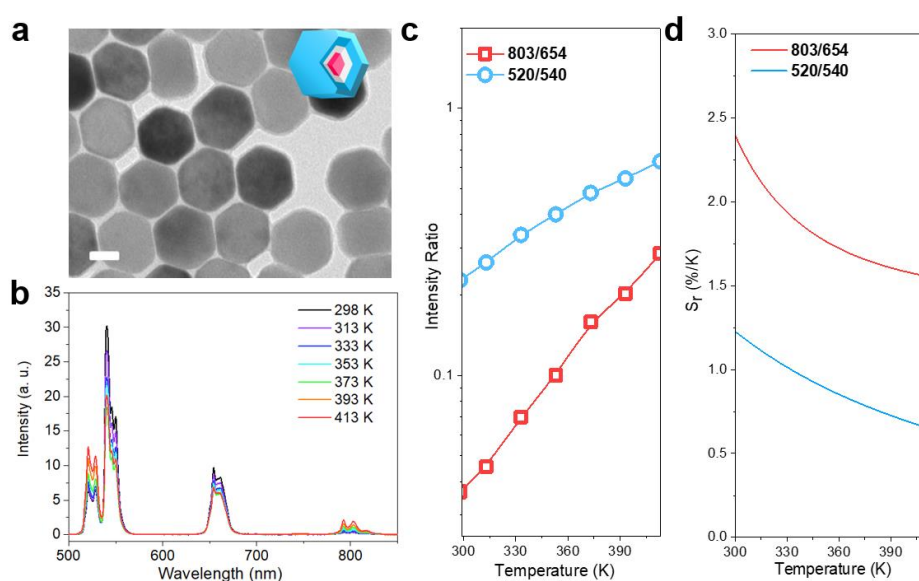 a
b
35
30
25
20
15
10
5
0
Intensity (a. u.)
298 K
313 K
333 K
353 K
373 K
393 K
413 K
500
600
700
800
Wavelength (nm)
c
803/654
520/540
1
0.1
Intensity Ratio
300
330
360
390
Temperature (K)
d
803/654
520/540
3.0
2.5
2.0
1.5
1.0
0.5
0.0
Sr (%/K)
300
330
360
390
Temperature (K)